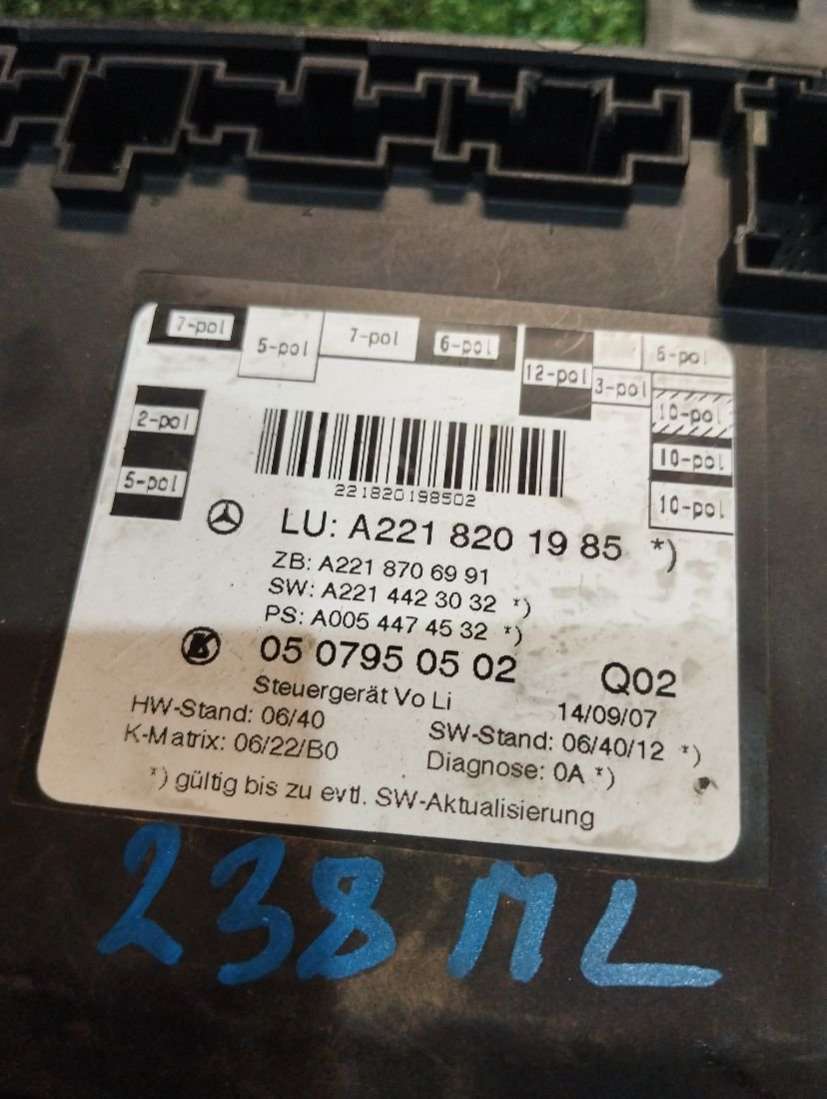 7-pol
5-pol
7-pol
6-pol
12-pol
3-pol
6-pol
10-pol
10-pol
10-pol
2-pol
5-pol
221820198502
LU: A221 820 19 85 *)
ZB: A221 870 69 91
SW: A221 442 30 32 *)
PS: A005 447 45 32 *)
K 05 0795 05 02 Q02
Steuergerät Vo Li 14/09/07
HW-Stand: 06/40 SW-Stand: 06/40/12 *)
K-Matrix: 06/22/B0 Diagnose: 0A *)
*) gültig bis zu evtl. SW-Aktualisierung
238 ML